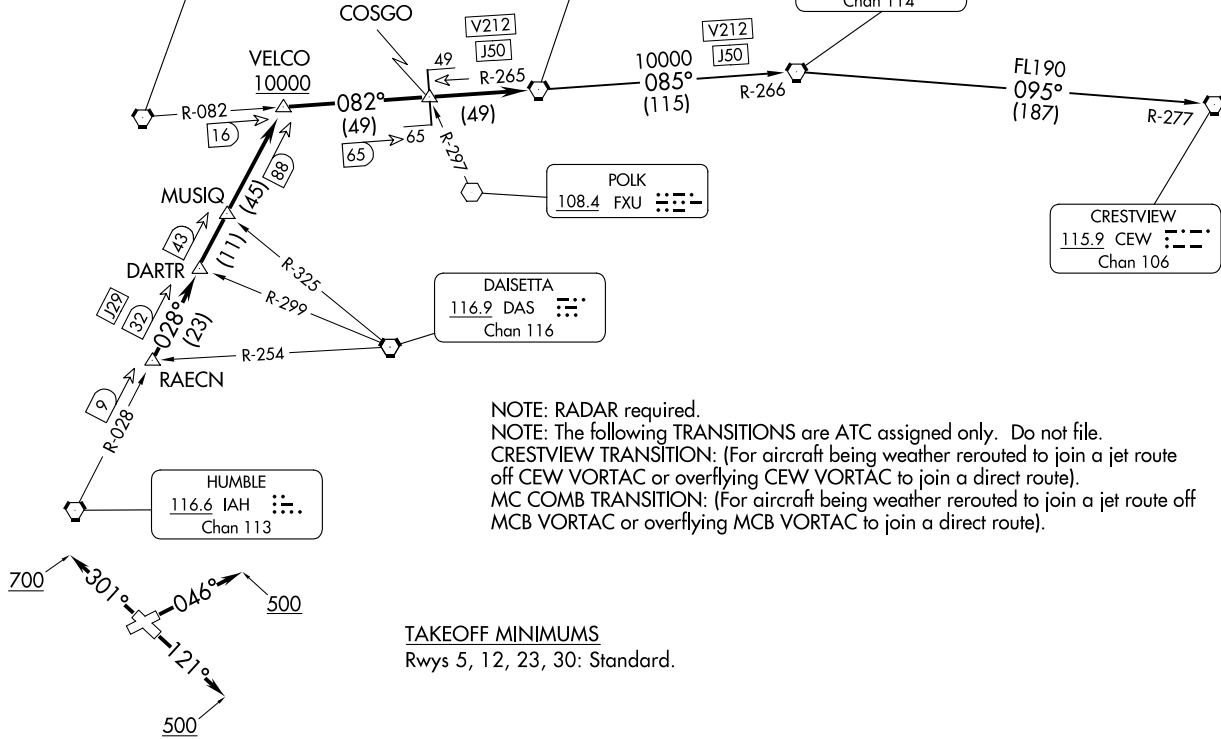 Chan 114
COSGO
V212
J50
V212
J50
VELCO
10000
49
R-265
10000
085°
(115)
R-266
FL190
095°
(187)
R-277
R-082
16
082°
(49)
65
65
(49)
R-297
88
POLK
108.4 FXU
MUSIQ
(45)
43
(11)
CRESTVIEW
115.9 CEW
Chan 106
DARTR
R-325
R-299
J29
32
028°
(23)
DAISETTA
116.9 DAS
Chan 116
R-254
RAECN
9
R-028
NOTE: RADAR required.
NOTE: The following TRANSITIONS are ATC assigned only. Do not file.
CRESTVIEW TRANSITION: (For aircraft being weather rerouted to join a jet route
off CEW VORTAC or overflying CEW VORTAC to join a direct route).
MC COMB TRANSITION: (For aircraft being weather rerouted to join a jet route off
MCB VORTAC or overflying MCB VORTAC to join a direct route).
HUMBLE
116.6 IAH
Chan 113
700
301°
046°
500
121°
500
TAKEOFF MINIMUMS
Rwys 5, 12, 23, 30: Standard.